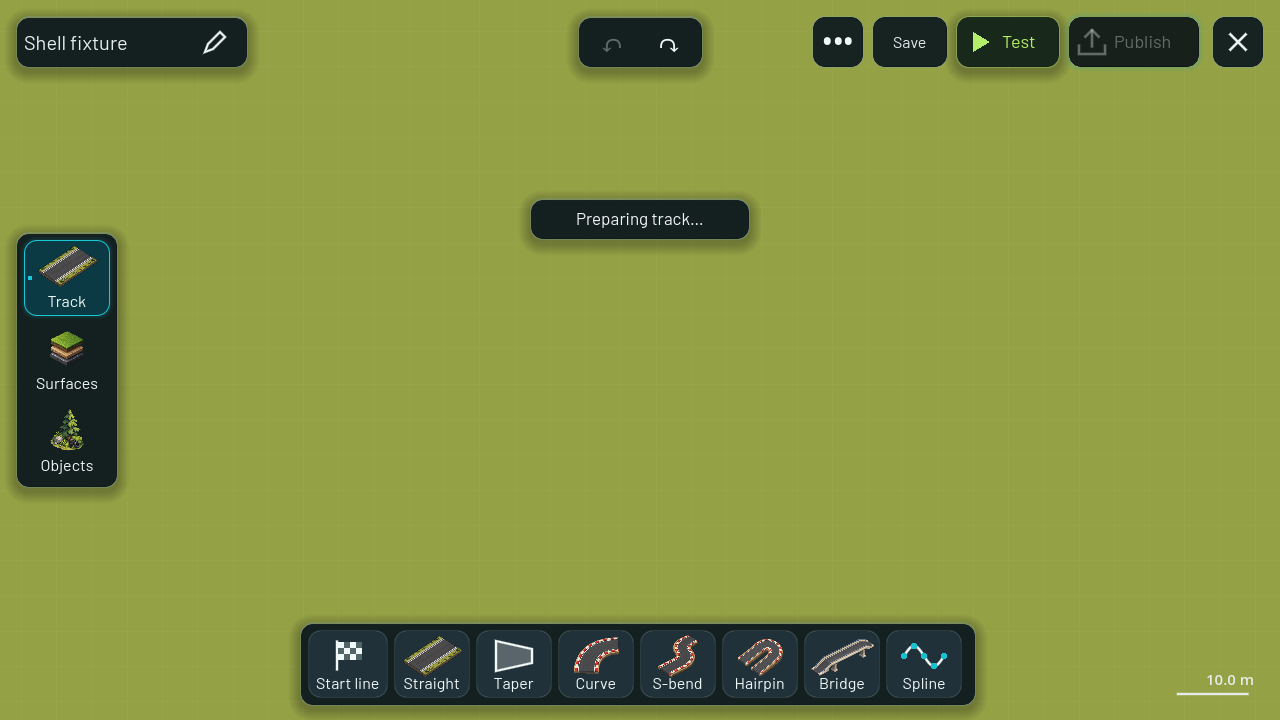 Shell fixture
Save
Test
Publish
Preparing track...
Track
Surfaces
Objects
Start line
Straight
Taper
Curve
S-bend
Hairpin
Bridge
Spline
10.0 m